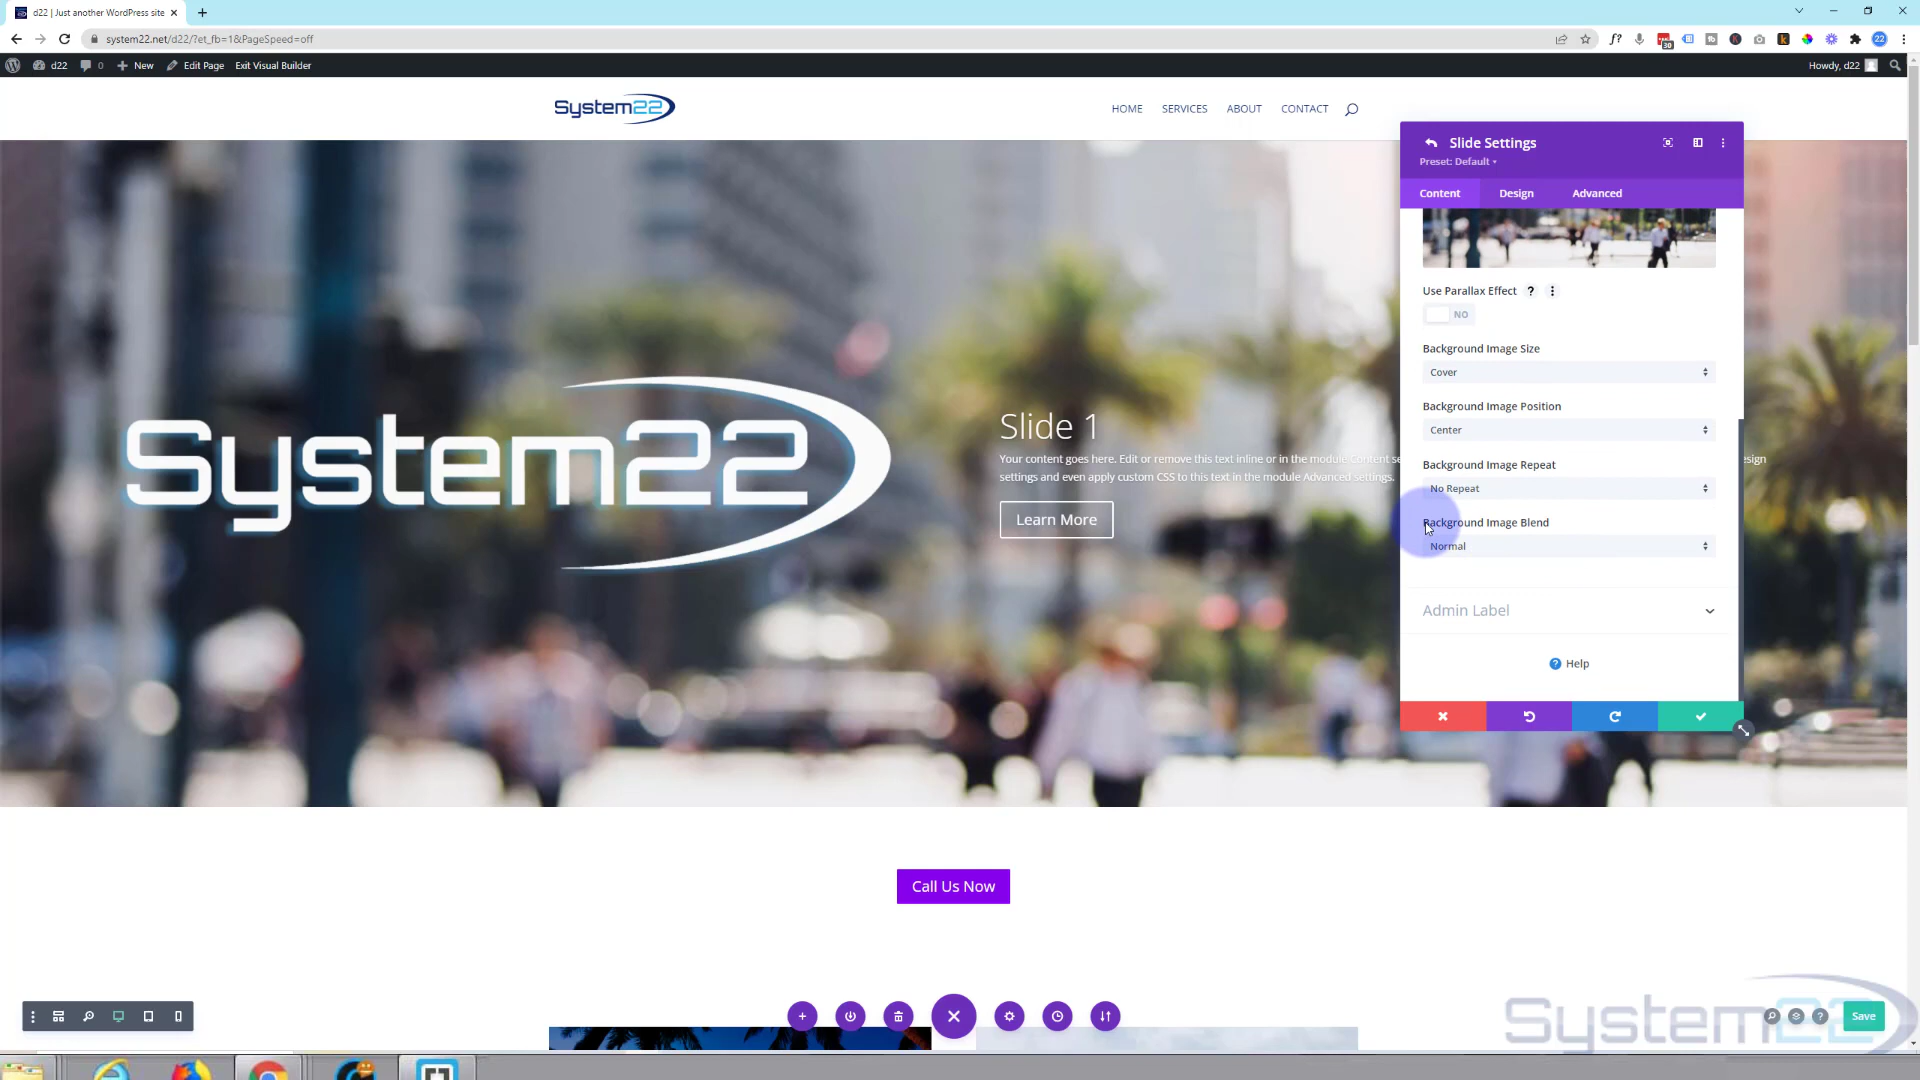 d22 | Just another WordPress site
system22.net/d22/?et_fb=1&PageSpeed=off
f?
30
22
d22
0
New
Edit Page
Exit Visual Builder
Howdy, d22
System22
HOME
SERVICES
ABOUT
CONTACT
Slide Settings
Preset: Default
Content
Design
Advanced
Use Parallax Effect
NO
Background Image Size
Cover
Background Image Position
Center
Background Image Repeat
No Repeat
Background Image Blend
Normal
Admin Label
Help
System22
Slide 1
Your content goes here. Edit or remove this text inline or in the module Content se
settings and even apply custom CSS to this text in the module Advanced settings.
Learn More
Call Us Now
System22
Save